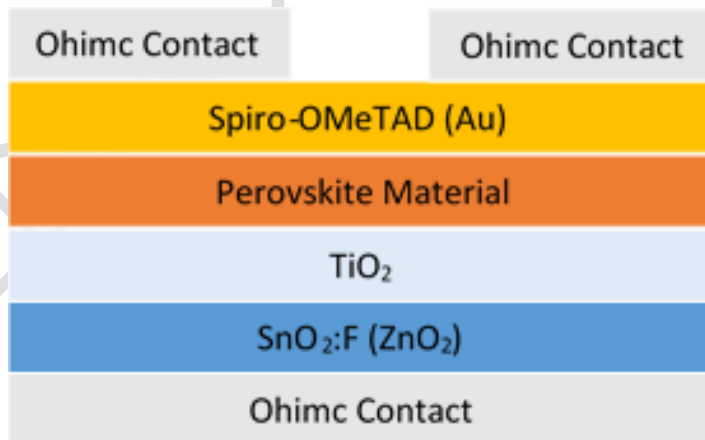 Ohimc Contact
Ohimc Contact
Spiro-OMeTAD (Au)
Perovskite Material
TiO₂
SnO₂:F (ZnO₂)
Ohimc Contact